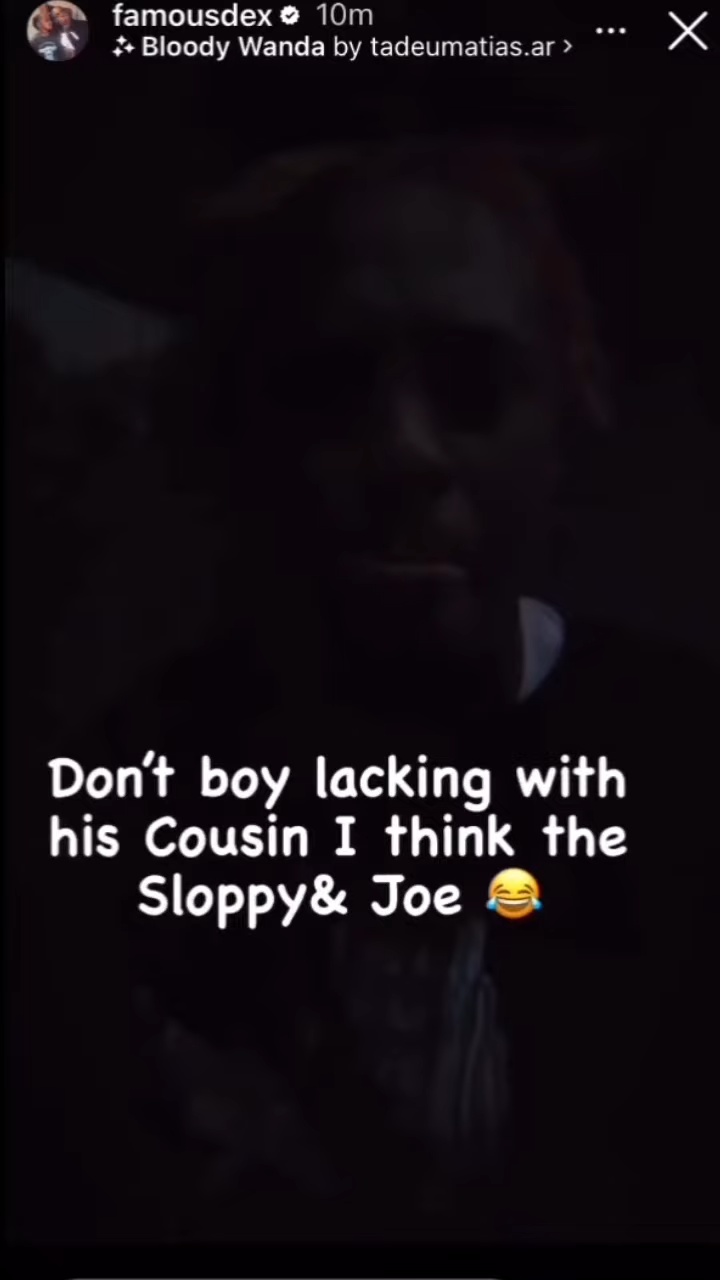 famousdex 10m
Bloody Wanda by tadeumatias.ar >
Don't boy lacking with
his Cousin I think the
Sloppy& Joe 😂